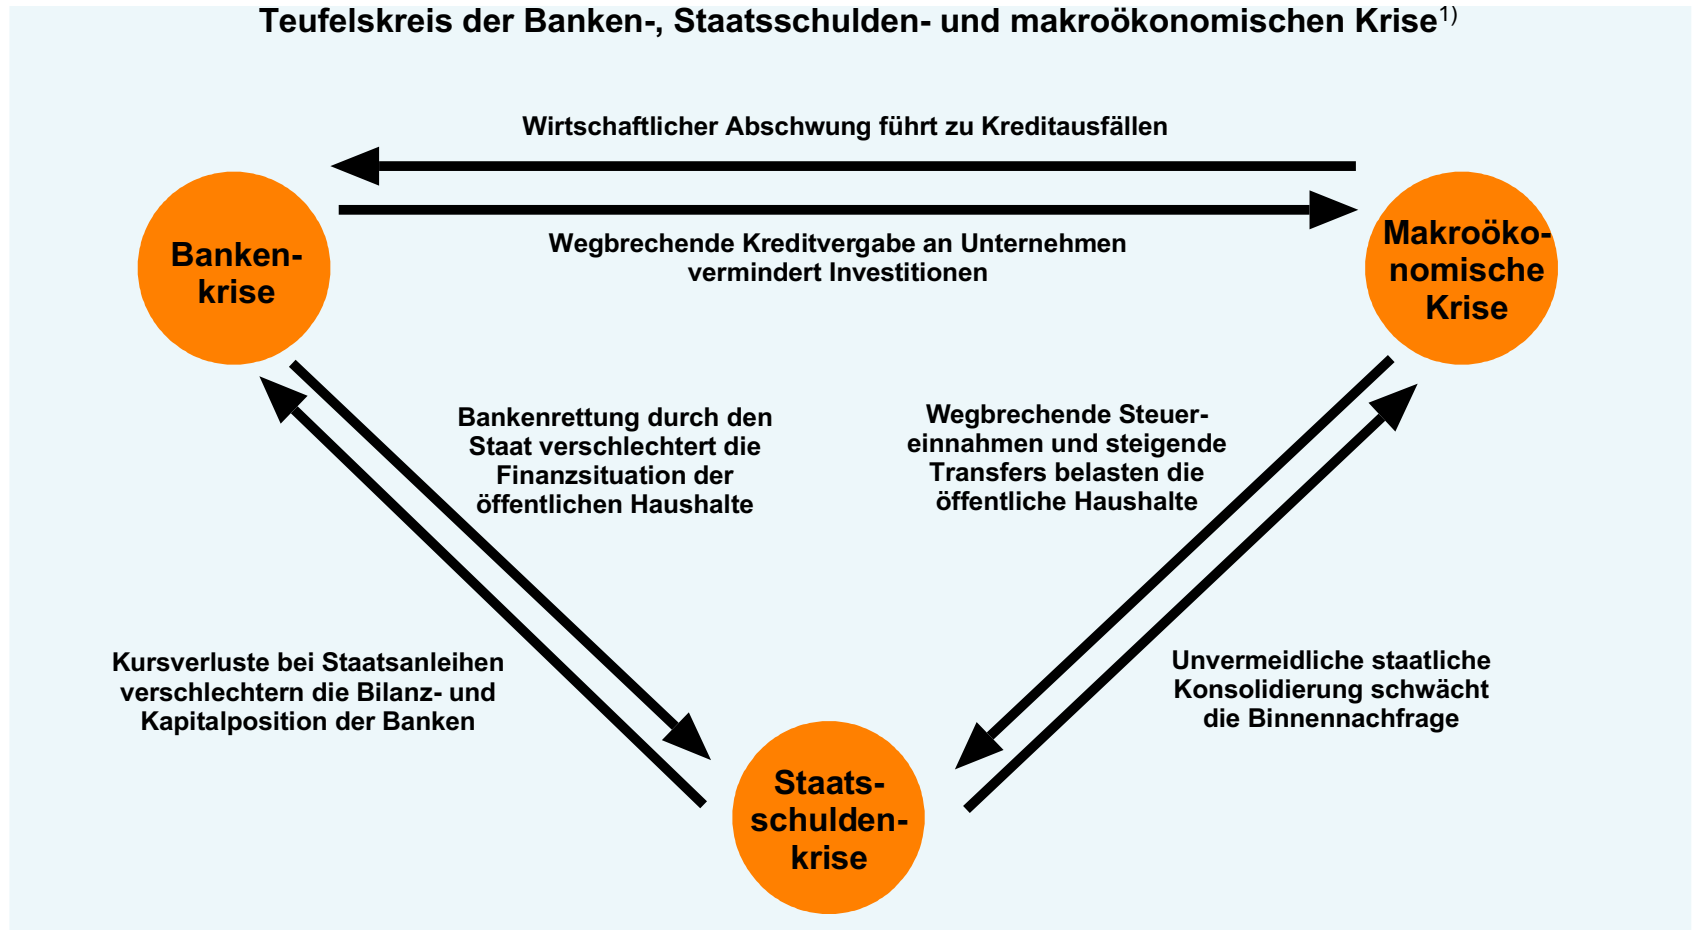 Teufelskreis der Banken-, Staatsschulden- und makroökonomischen Krise1)
Wirtschaftlicher Abschwung führt zu Kreditausfällen
Wegbrechende Kreditvergabe an Unternehmen
vermindert Investitionen
Banken-
krise
Makroöko-
nomische
Krise
Bankenrettung durch den
Staat verschlechtert die
Finanzsituation der
öffentlichen Haushalte
Wegbrechende Steuer-
einnahmen und steigende
Transfers belasten die
öffentliche Haushalte
Kursverluste bei Staatsanleihen
verschlechtern die Bilanz- und
Kapitalposition der Banken
Unvermeidliche staatliche
Konsolidierung schwächt
die Binnennachfrage
Staats-
schulden-
krise